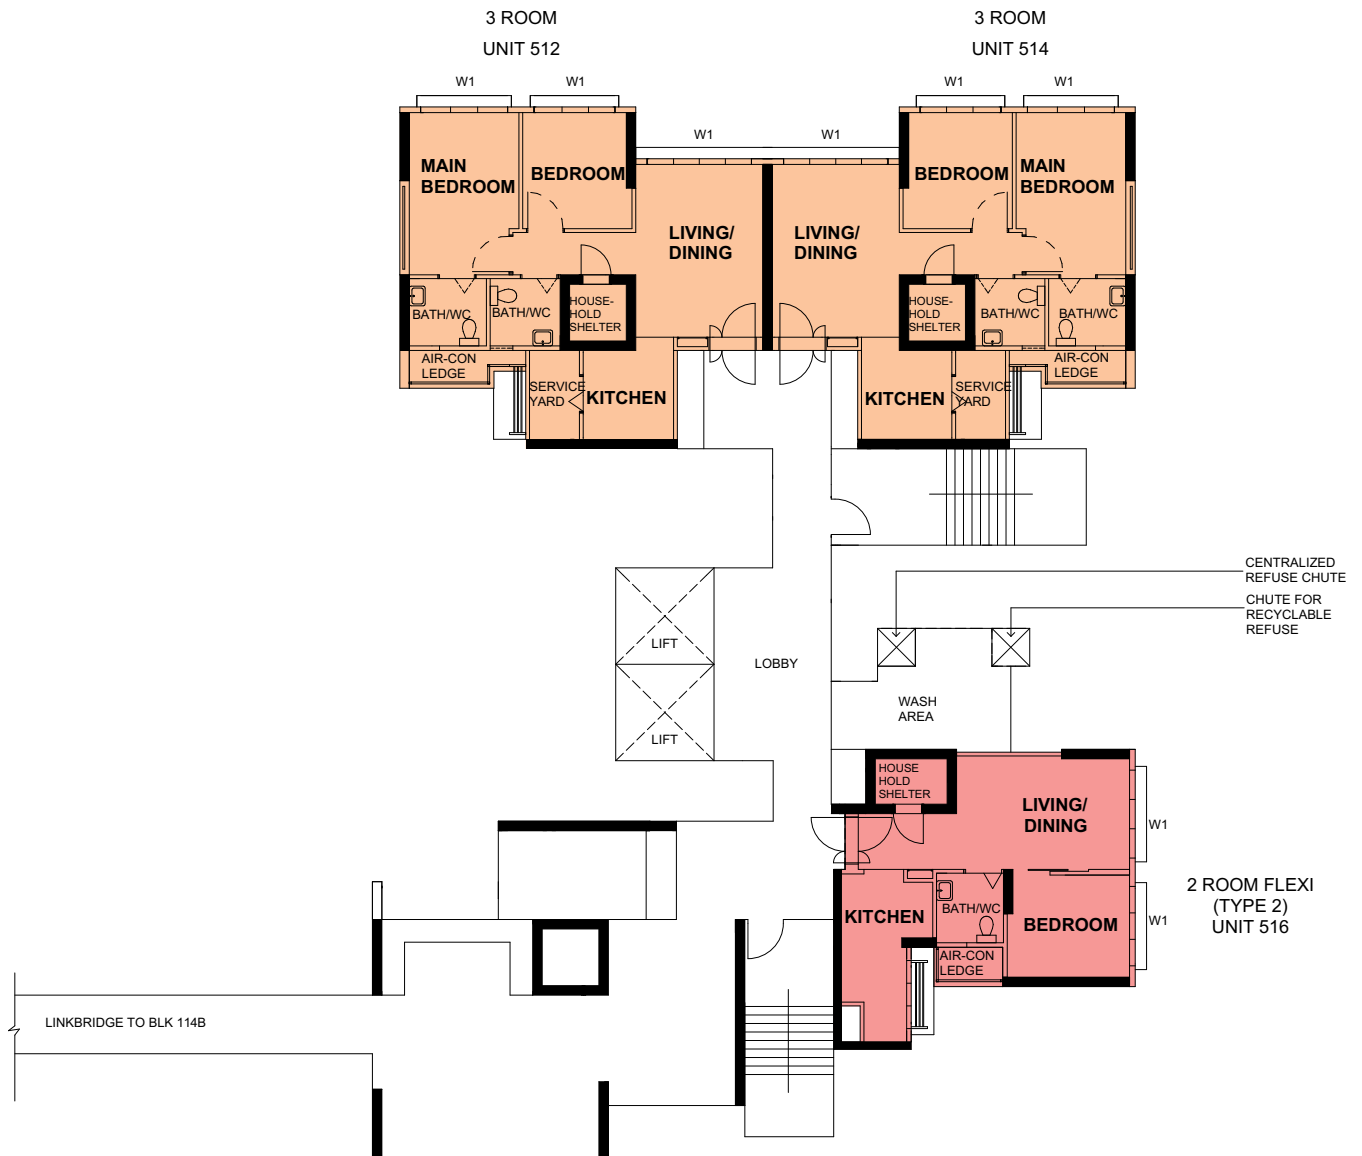 3 ROOM
UNIT 512
3 ROOM
UNIT 514
W1
W1
W1
W1
W1
W1
MAIN
BEDROOM
BEDROOM
LIVING/
DINING
LIVING/
DINING
BEDROOM
MAIN
BEDROOM
BATH/WC
BATH/WC
HOUSE-
HOLD
SHELTER
HOUSE-
HOLD
SHELTER
BATH/WC
BATH/WC
AIR-CON
LEDGE
SERVICE
YARD
KITCHEN
KITCHEN
SERVICE
YARD
AIR-CON
LEDGE
CENTRALIZED
REFUSE CHUTE
CHUTE FOR
RECYCLABLE
REFUSE
LIFT
LOBBY
LIFT
WASH
AREA
HOUSE
HOLD
SHELTER
LIVING/
DINING
W1
2 ROOM FLEXI
(TYPE 2)
UNIT 516
KITCHEN
BATH/WC
BEDROOM
W1
AIR-CON
LEDGE
LINKBRIDGE TO BLK 114B